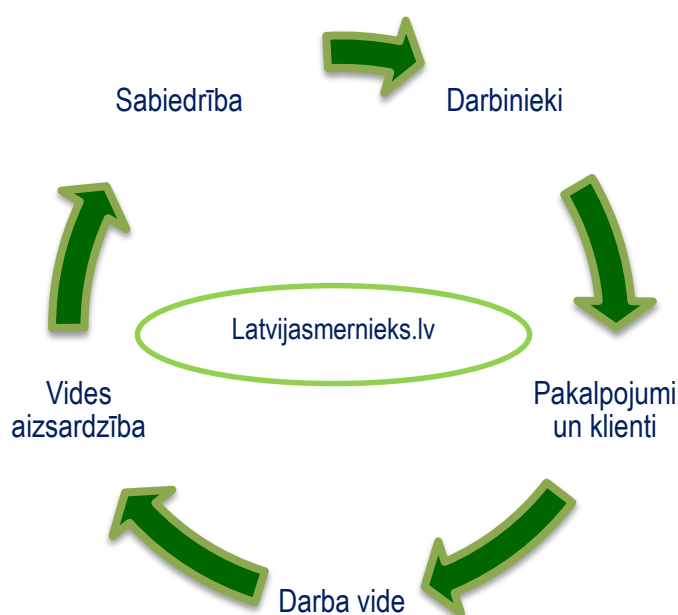 Sabiedrība
Darbinieki
Latvijasmernieks.lv
Vides
aizsardzība
Pakalpojumi
un klienti
Darba vide